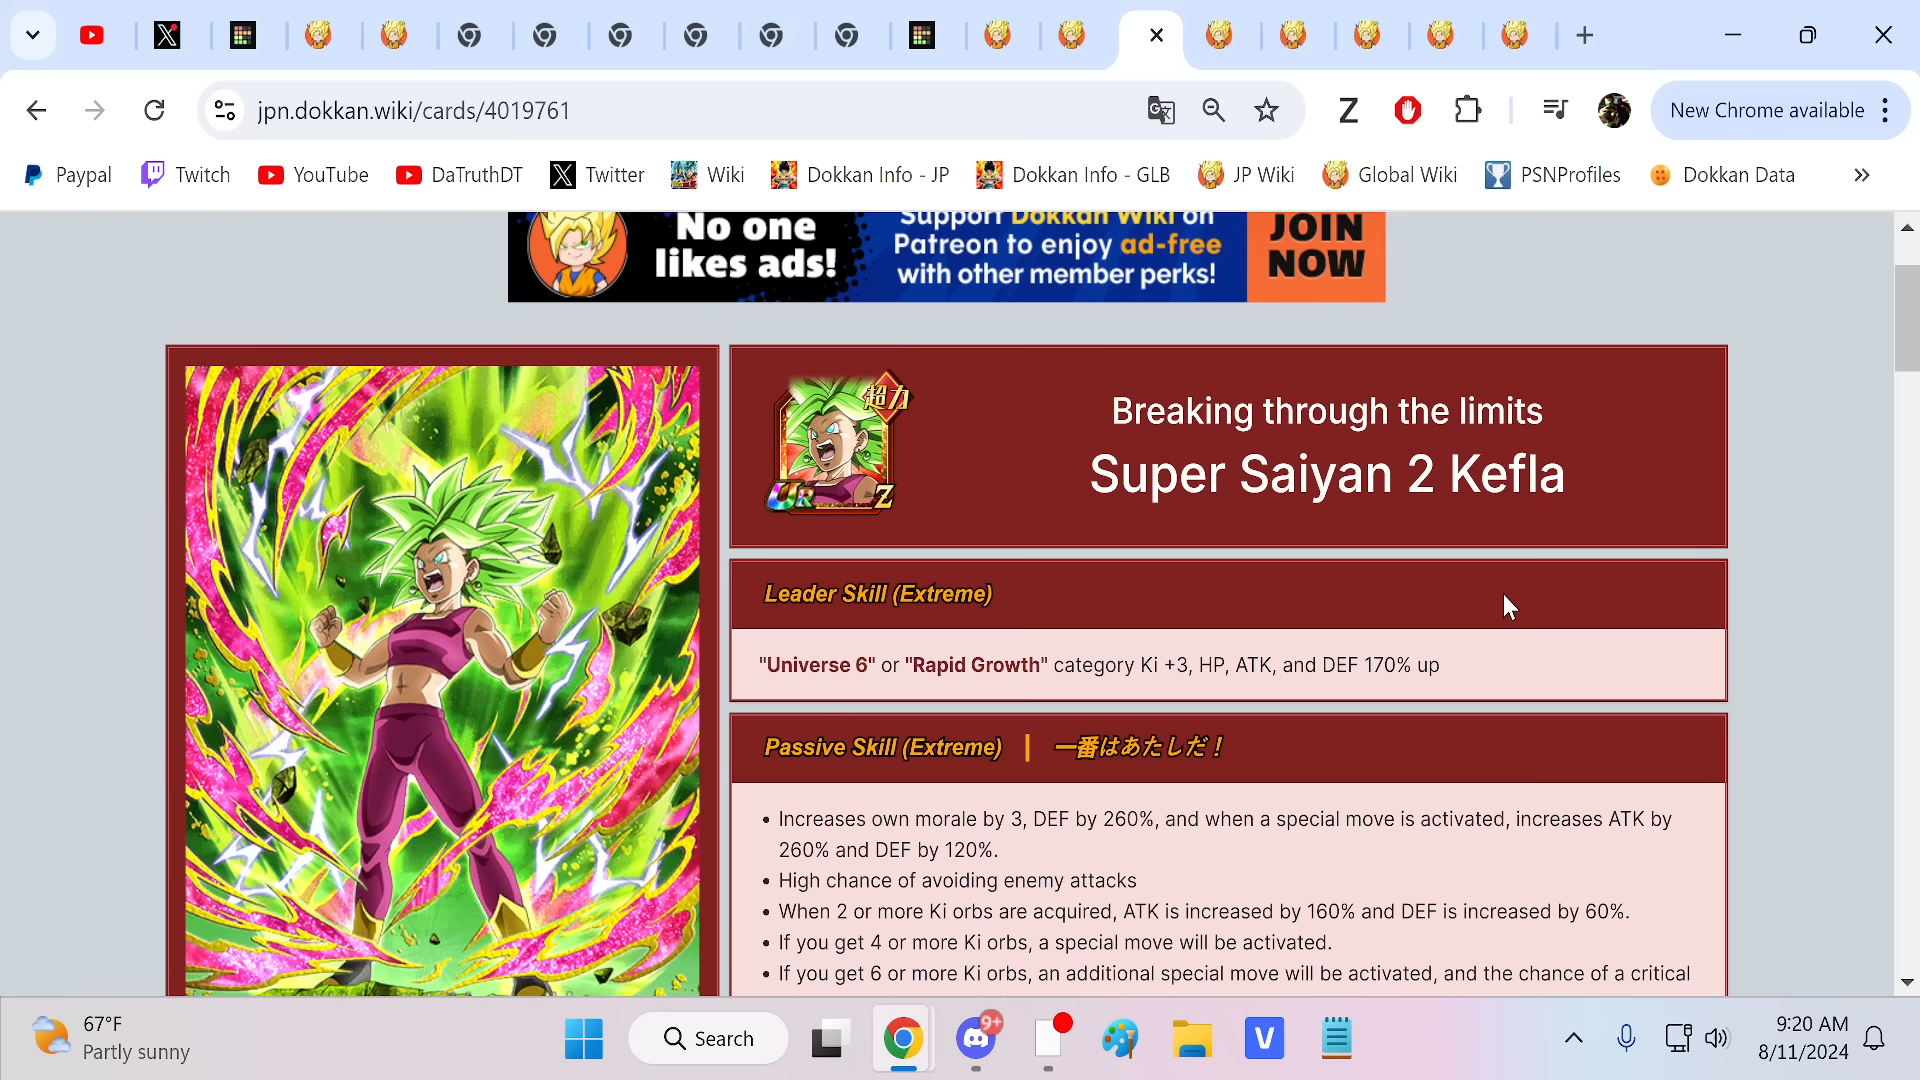 jpn.dokkan.wiki/cards/4019761
New Chrome available
Paypal
Twitch
YouTube
DaTruthDT
Twitter
Wiki
Dokkan Info - JP
Dokkan Info - GLB
JP Wiki
Global Wiki
PSNProfiles
Dokkan Data
No one
likes ads!
Support Dokkan Wiki on
Patreon to enjoy ad-free
with other member perks!
JOIN
NOW
超力
UR
Z
Breaking through the limits
Super Saiyan 2 Kefla
Leader Skill (Extreme)
"Universe 6" or "Rapid Growth" category Ki +3, HP, ATK, and DEF 170% up
Passive Skill (Extreme) | 一番はあたしだ！
• Increases own morale by 3, DEF by 260%, and when a special move is activated, increases ATK by
260% and DEF by 120%.
• High chance of avoiding enemy attacks
• When 2 or more Ki orbs are acquired, ATK is increased by 160% and DEF is increased by 60%.
• If you get 4 or more Ki orbs, a special move will be activated.
• If you get 6 or more Ki orbs, an additional special move will be activated, and the chance of a critical
67°F
Partly sunny
Search
9+
V
9:20 AM
8/11/2024